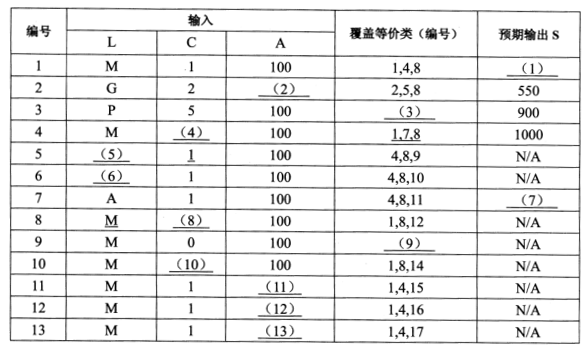 编号 输入 覆盖等价类（编号） 预期输出 S
L C A
1 M 1 100 1,4,8 （1）
2 G 2 （2） 2,5,8 550
3 P 5 100 （3） 900
4 M （4） 100 1,7,8 1000
5 （5） 1 100 4,8,9 N/A
6 （6） 1 100 4,8,10 N/A
7 A 1 100 4,8,11 （7）
8 M （8） 100 1,8,12 N/A
9 M 0 100 （9） N/A
10 M （10） 100 1,8,14 N/A
11 M 1 （11） 1,4,15 N/A
12 M 1 （12） 1,4,16 N/A
13 M 1 （13） 1,4,17 N/A